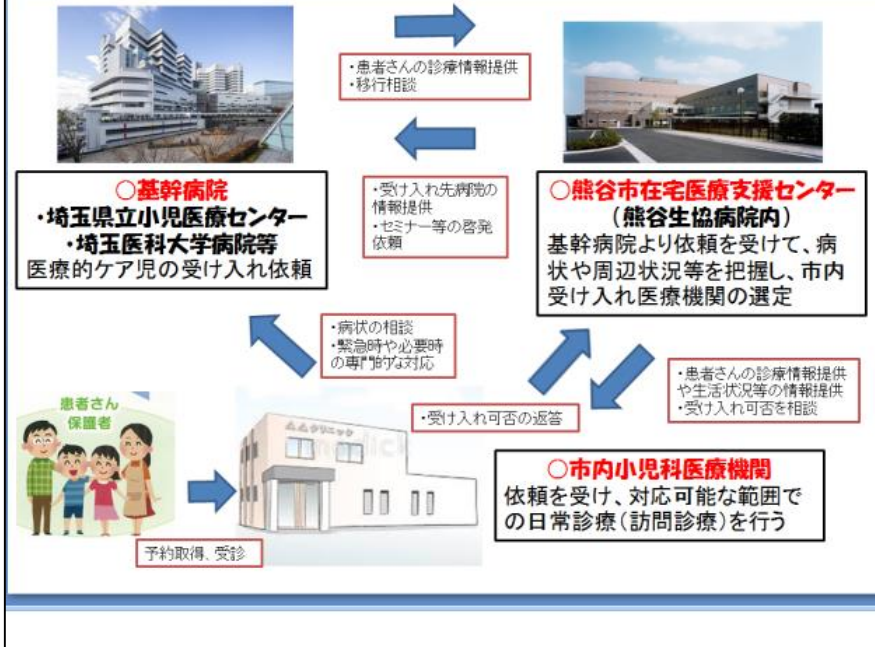 ・患者さんの診療情報提供
・移行相談
・受け入れ先病院の
情報提供
・セミナー等の啓発
依頼
○基幹病院
・埼玉県立小児医療センター
・埼玉医科大学病院等
医療的ケア児の受け入れ依頼
○熊谷市在宅医療支援センター
(熊谷生協病院内)
基幹病院より依頼を受けて、病
状や周辺状況等を把握し、市内
受け入れ医療機関の選定
・病状の相談
・緊急時や必要時
の専門的な対応
・患者さんの診療情報提供
や生活状況等の情報提供
・受け入れ可否を相談
・受け入れ可否の返答
患者さん
保護者
△△クリニック
○市内小児科医療機関
依頼を受け、対応可能な範囲で
の日常診療(訪問診療)を行う
予約取得、受診